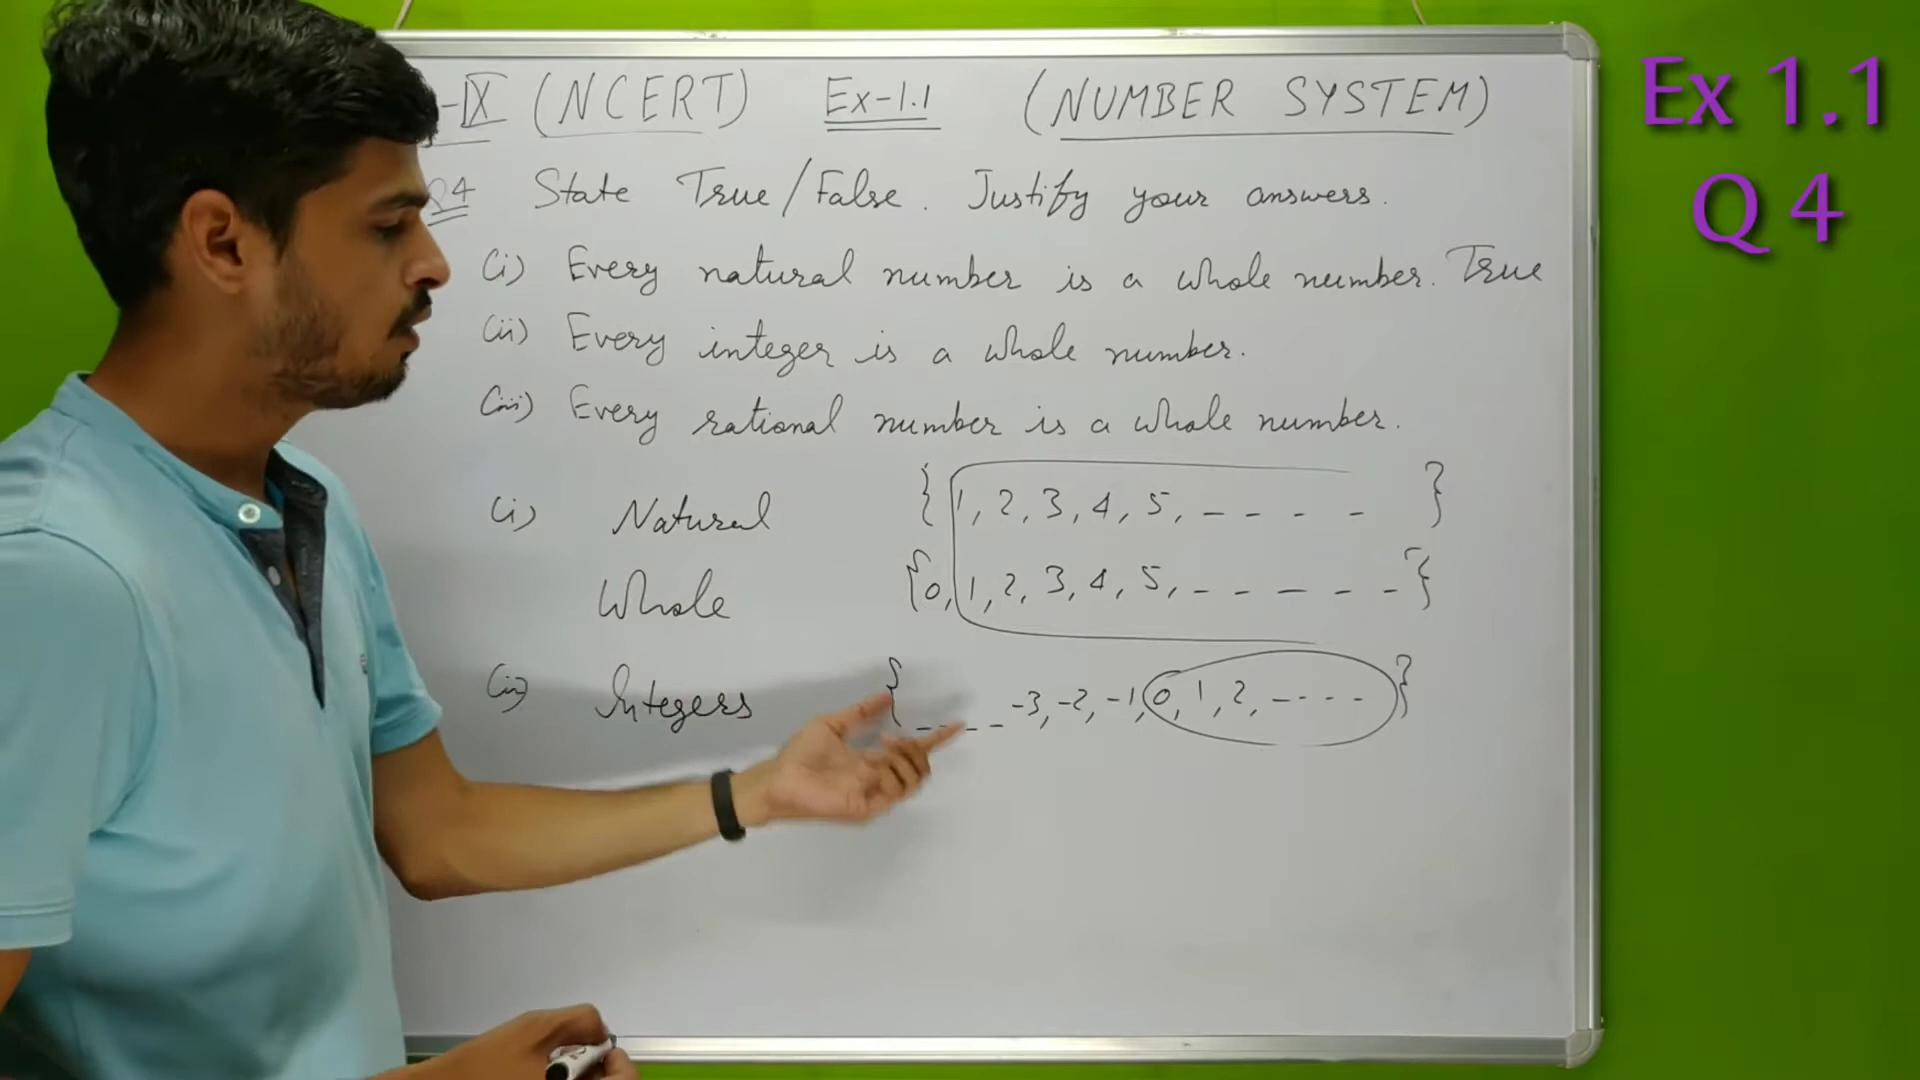 -IX (NCERT) Ex-1.1 (NUMBER SYSTEM)
Q4 State True/False. Justify your answers.
(i) Every natural number is a whole number. True
(ii) Every integer is a whole number.
(iii) Every rational number is a whole number.
(i) Natural {1, 2, 3, 4, 5, _ _ _ _ }
Whole {0, 1, 2, 3, 4, 5, _ _ _ _ _}
(ii) Integers {_ _ _ _ -3, -2, -1, 0, 1, 2, _ _ _ _}
Ex 1.1
Q 4